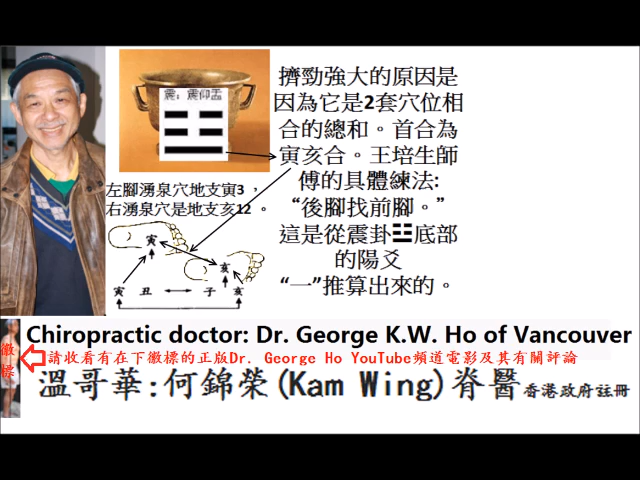 震：震仰盂
擠勁強大的原因是
因為它是2套穴位相
合的總和。首合為
寅亥合。王培生師
傅的具體練法:
“後腳找前腳。”
這是從震卦☳底部
的陽爻
“一”推算出來的。
左腳湧泉穴地支寅3，
右湧泉穴是地支亥12。
寅
亥
寅 丑 子 亥
Chiropractic doctor: Dr. George K.W. Ho of Vancouver
徽標
請收看有在下徽標的正版Dr. George Ho YouTube頻道電影及其有關評論
溫哥華:何錦榮(Kam Wing)脊醫香港政府註冊